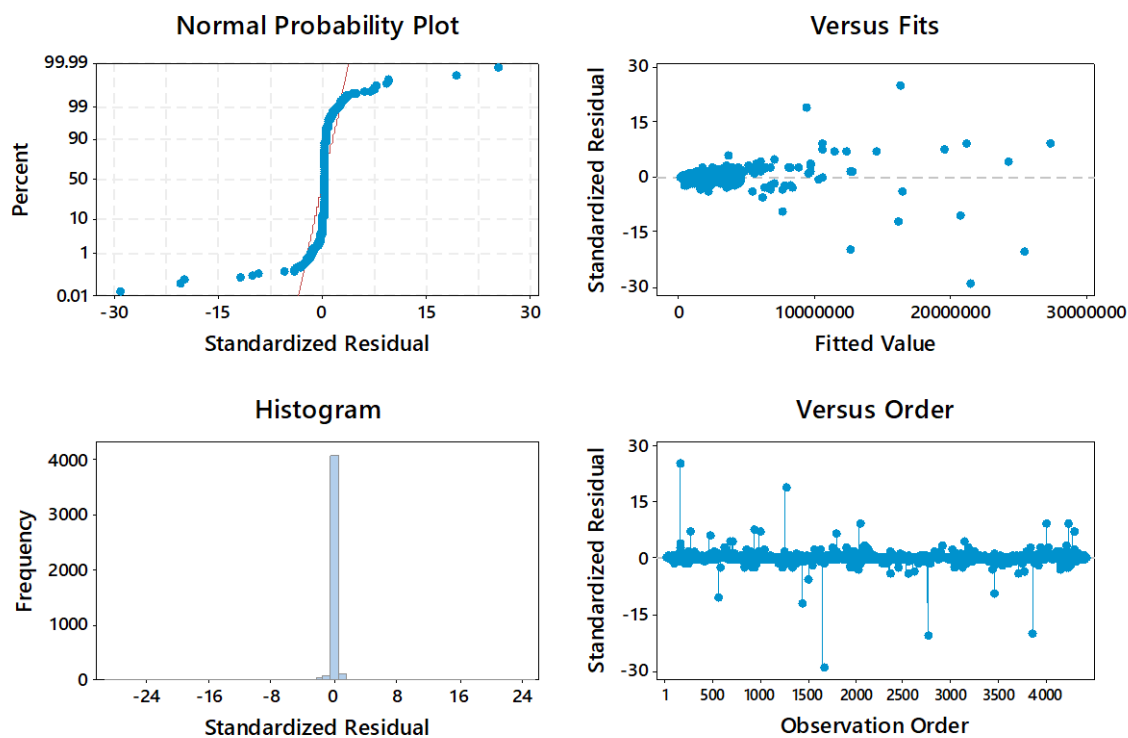 Normal Probability Plot
99.99
99
90
50
10
1
0.01
Percent
-30 -15 0 15 30
Standardized Residual
Versus Fits
30
15
0
-15
-30
Standardized Residual
0 10000000 20000000 30000000
Fitted Value
Histogram
4000
3000
2000
1000
0
Frequency
-24 -16 -8 0 8 16 24
Standardized Residual
Versus Order
30
15
0
-15
-30
Standardized Residual
1 500 1000 1500 2000 2500 3000 3500 4000
Observation Order